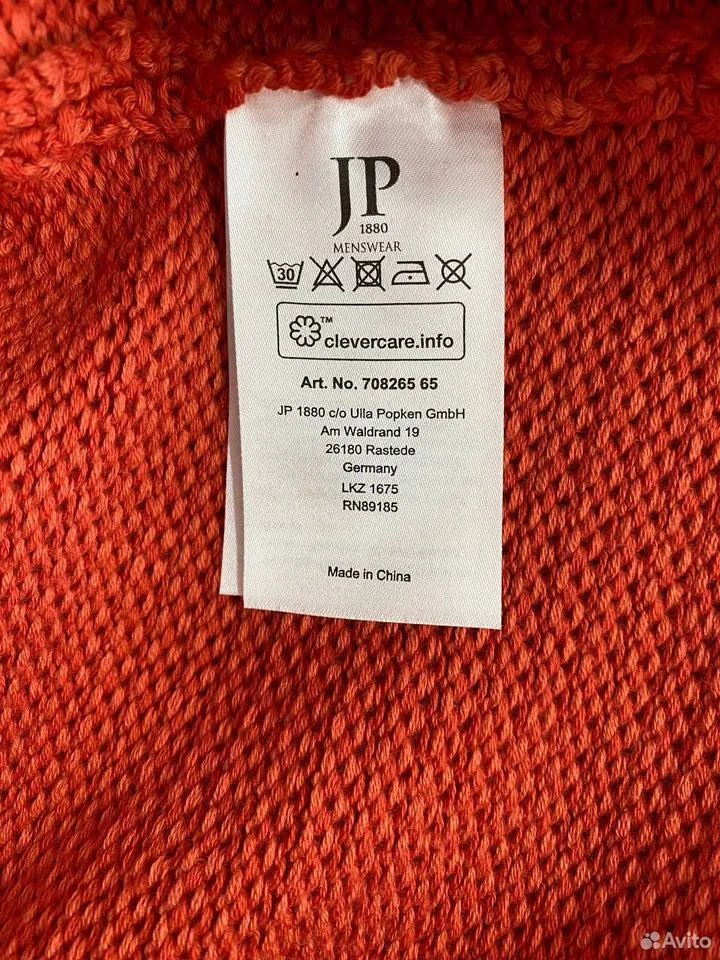 JP
1880
MENSWEAR
30
™
clevercare.info
Art. No. 708265 65
JP 1880 c/o Ulla Popken GmbH
Am Waldrand 19
26180 Rastede
Germany
LKZ 1675
RN89185
Made in China
Avito